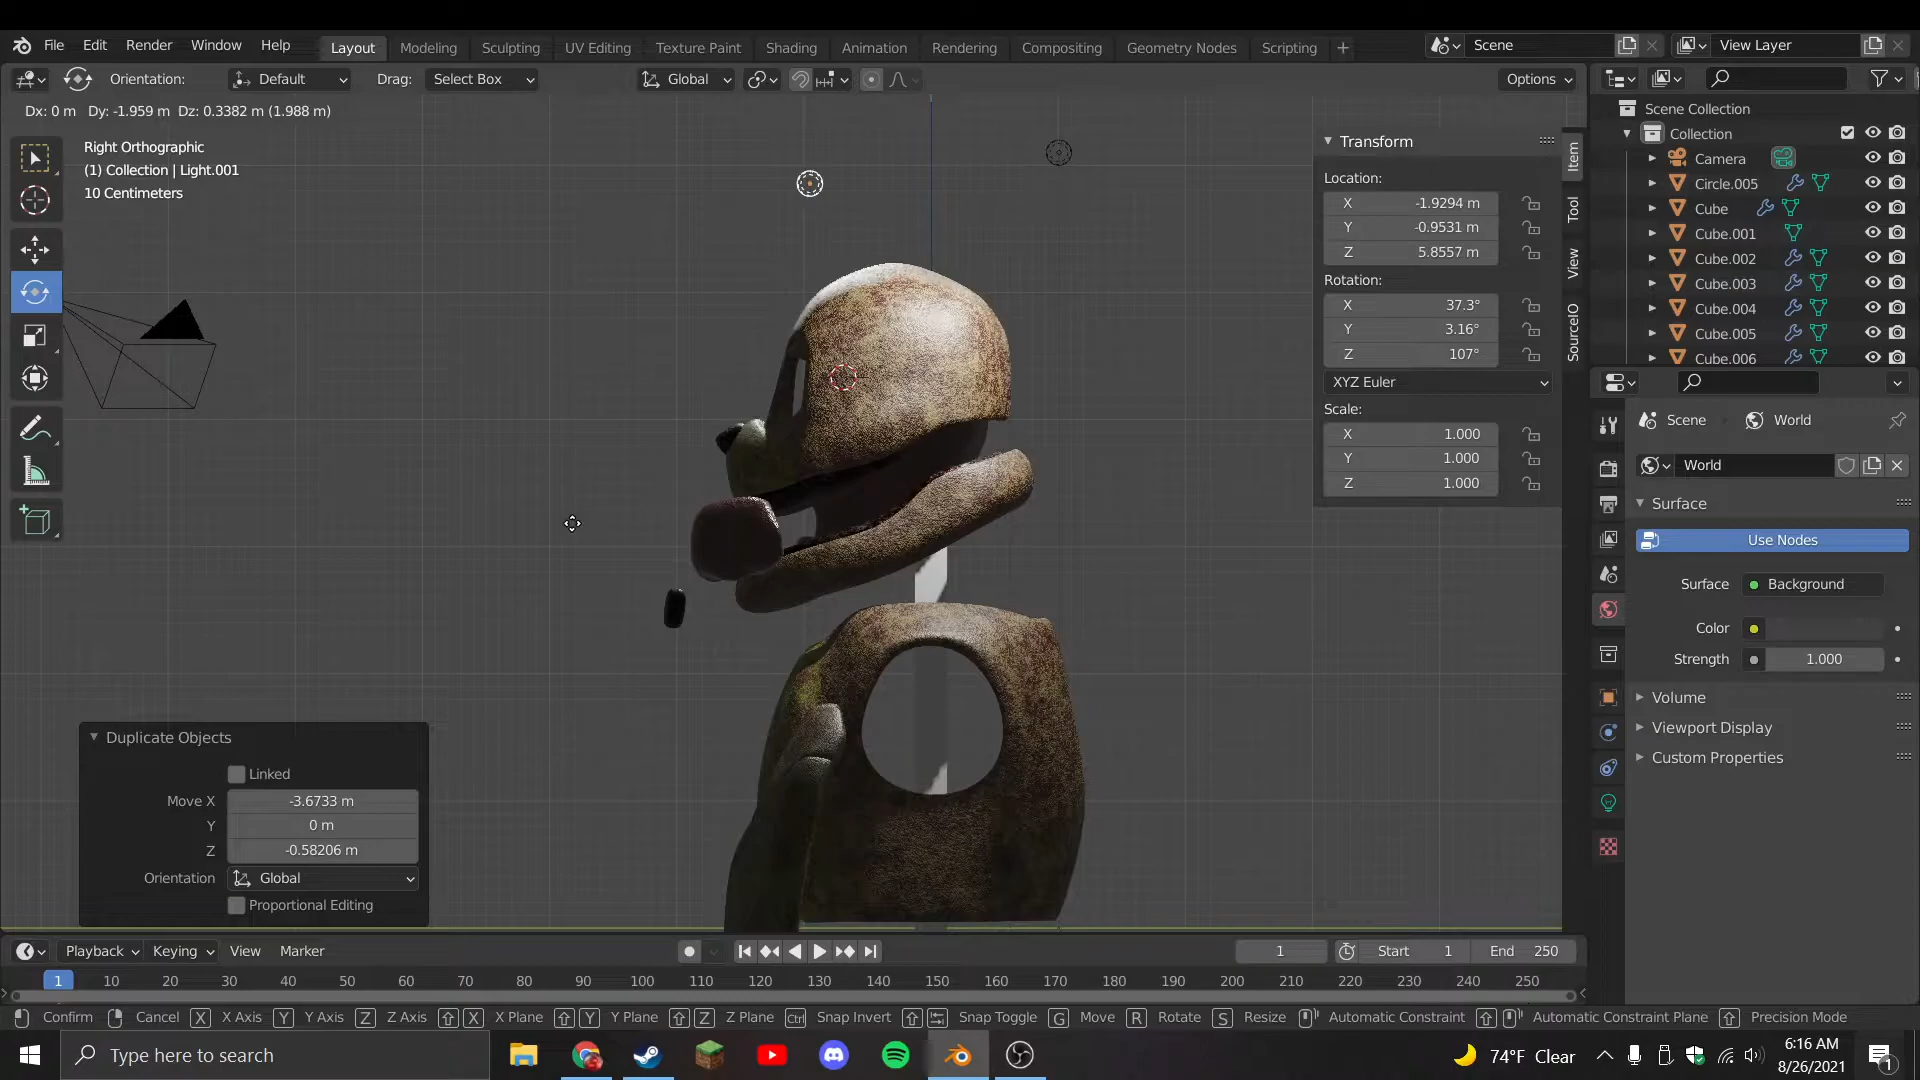 File Edit Render Window Help Layout Modeling Sculpting UV Editing Texture Paint Shading Animation Rendering Compositing Geometry Nodes Scripting + Scene View Layer
Orientation: Default Drag: Select Box Global Options
Dx: 0 m Dy: -1.959 m Dz: 0.3382 m (1.988 m)
Right Orthographic
(1) Collection | Light.001
10 Centimeters
Transform
Location:
X -1.9294 m
Y -0.9531 m
Z 5.8557 m
Rotation:
X 37.3°
Y 3.16°
Z 107°
XYZ Euler
Scale:
X 1.000
Y 1.000
Z 1.000
Item
Tool
View
SourceIO
Scene Collection
Collection
Camera
Circle.005
Cube
Cube.001
Cube.002
Cube.003
Cube.004
Cube.005
Cube.006
Scene World
World
Surface
Use Nodes
Surface Background
Color
Strength 1.000
Volume
Viewport Display
Custom Properties
Duplicate Objects
Linked
Move X -3.6733 m
Y 0 m
Z -0.58206 m
Orientation Global
Proportional Editing
Playback Keying View Marker 1 Start 1 End 250
1 10 20 30 40 50 60 70 80 90 100 110 120 130 140 150 160 170 180 190 200 210 220 230 240 250
Confirm Cancel X X Axis Y Y Axis Z Z Axis X X Plane Y Y Plane Z Z Plane Ctrl Snap Invert Snap Toggle G Move R Rotate S Resize Automatic Constraint Automatic Constraint Plane Precision Mode
Type here to search
74°F Clear
6:16 AM
8/26/2021
1